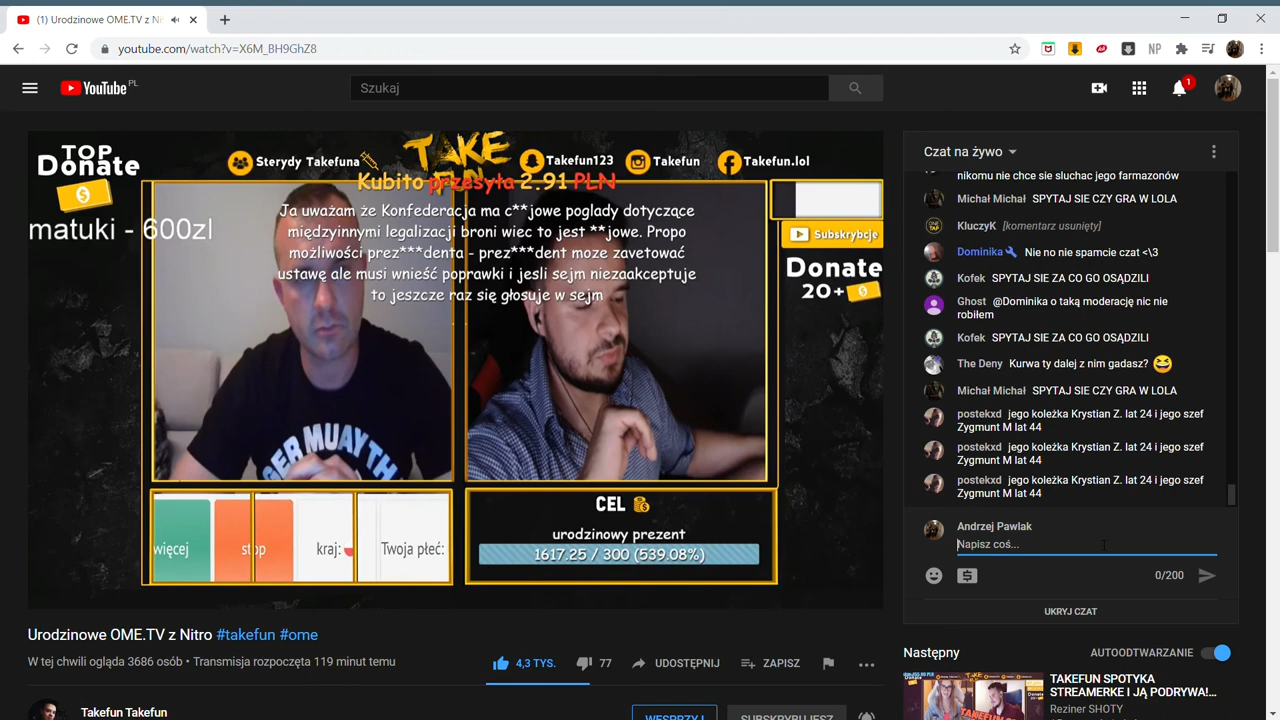 (1) Urodzinowe OME.TV z Ni
youtube.com/watch?v=X6M_BH9GhZ8
NP
YouTube PL
Szukaj
1
TOP
Donate
matuki - 600zl
Sterydy Takefuna
TAKE
Takefun123
Takefun
Takefun.lol
Kubito przesyła 2.91 PLN
Ja uważam że Konfederacja ma c**jowe poglady dotyczące
międzyinnymi legalizacji broni wiec to jest **jowe. Propo
możliwości prez***denta - prez***dent moze zavetować
ustawę ale musi wnieść poprawki i jesli sejm niezaakceptuje
to jeszcze raz się głosuje w sejm
Subskrybcje
Donate
20+
GER MUAYTH
więcej
stop
kraj:
Twoja płeć:
CEL
urodzinowy prezent
1617.25 / 300 (539.08%)
Urodzinowe OME.TV z Nitro #takefun #ome
W tej chwili ogląda 3686 osób • Transmisja rozpoczęta 119 minut temu
4,3 TYS.
77
UDOSTĘPNIJ
ZAPISZ
Takefun Takefun
WESPRZYJ
SUBSKRYBUJESZ
Czat na żywo
nikomu nie chce sie sluchac jego farmazonów
Michał Michał SPYTAJ SIE CZY GRA W LOLA
KluczyK [komentarz usunięty]
Dominika Nie no nie spamcie czat <\3
Kofek SPYTAJ SIE ZA CO GO OSĄDZILI
Ghost @Dominika o taką moderację nic nie
robiłem
Kofek SPYTAJ SIE ZA CO GO OSĄDZILI
The Deny Kurwa ty dalej z nim gadasz?
Michał Michał SPYTAJ SIE CZY GRA W LOLA
postekxd jego koleżka Krystian Z. lat 24 i jego szef
Zygmunt M lat 44
postekxd jego koleżka Krystian Z. lat 24 i jego szef
Zygmunt M lat 44
postekxd jego koleżka Krystian Z. lat 24 i jego szef
Zygmunt M lat 44
Andrzej Pawlak
Napisz coś...
0/200
UKRYJ CZAT
Następny
AUTOODTWARZANIE
TAKEFUN SPOTYKA
STREAMERKE I JĄ PODRYWA!...
Reziner SHOTY